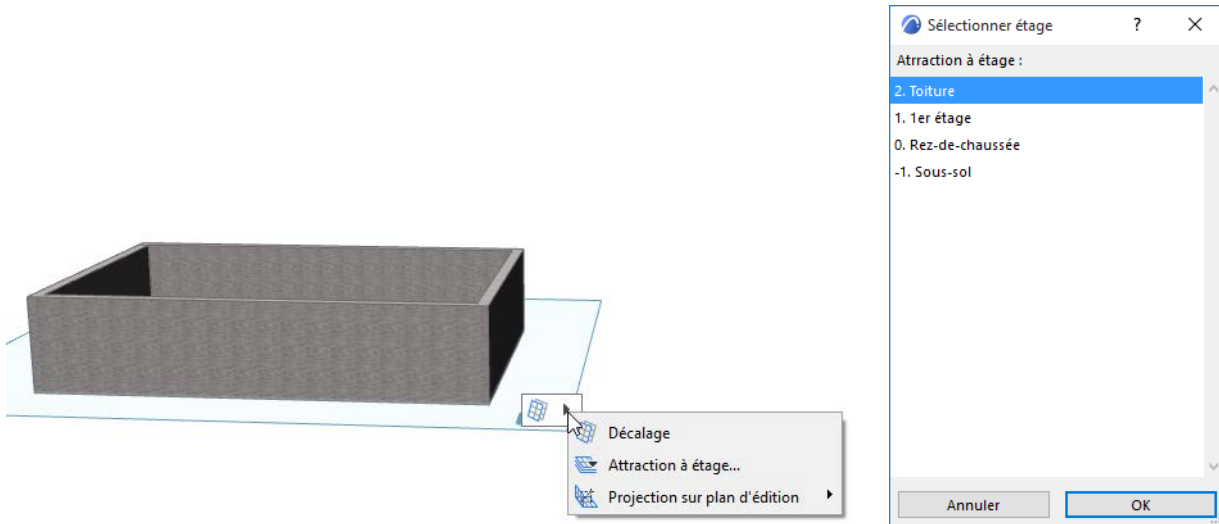 Sélectionner étage ?
Atrraction à étage :
2. Toiture
1. 1er étage
0. Rez-de-chaussée
-1. Sous-sol
Décalage
Attraction à étage...
Projection sur plan d'édition
Annuler OK